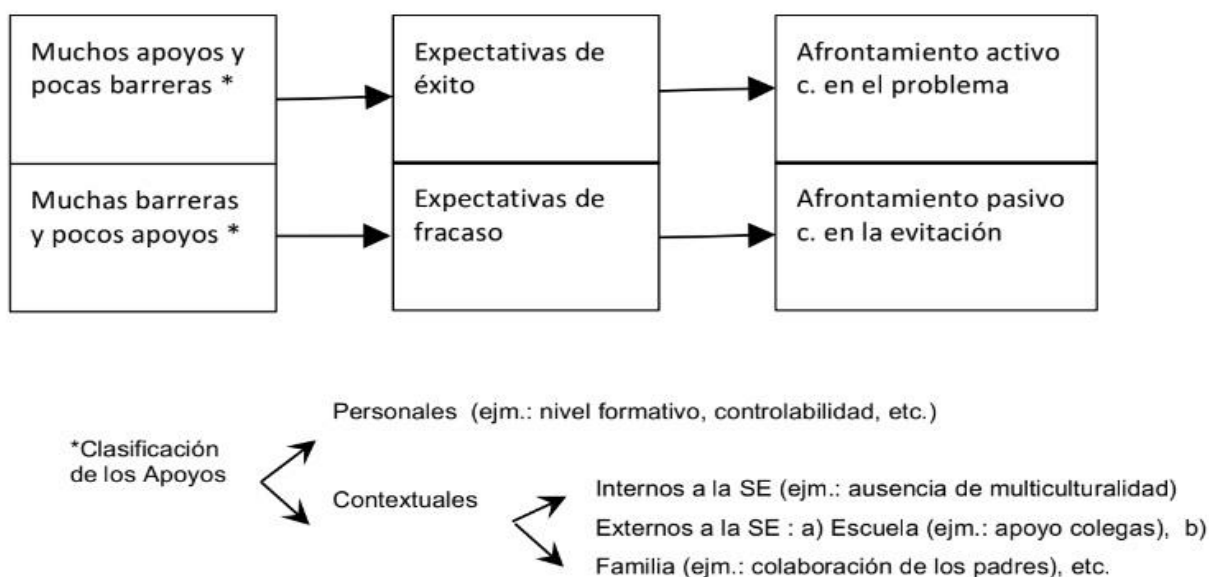 Muchos apoyos y
pocas barreras *
Expectativas de
éxito
Afrontamiento activo
c. en el problema
Muchas barreras
y pocos apoyos *
Expectativas de
fracaso
Afrontamiento pasivo
c. en la evitación
*Clasificación
de los Apoyos
Personales (ejm.: nivel formativo, controlabilidad, etc.)
Contextuales
Internos a la SE (ejm.: ausencia de multiculturalidad)
Externos a la SE : a) Escuela (ejm.: apoyo colegas), b)
Familia (ejm.: colaboración de los padres), etc.